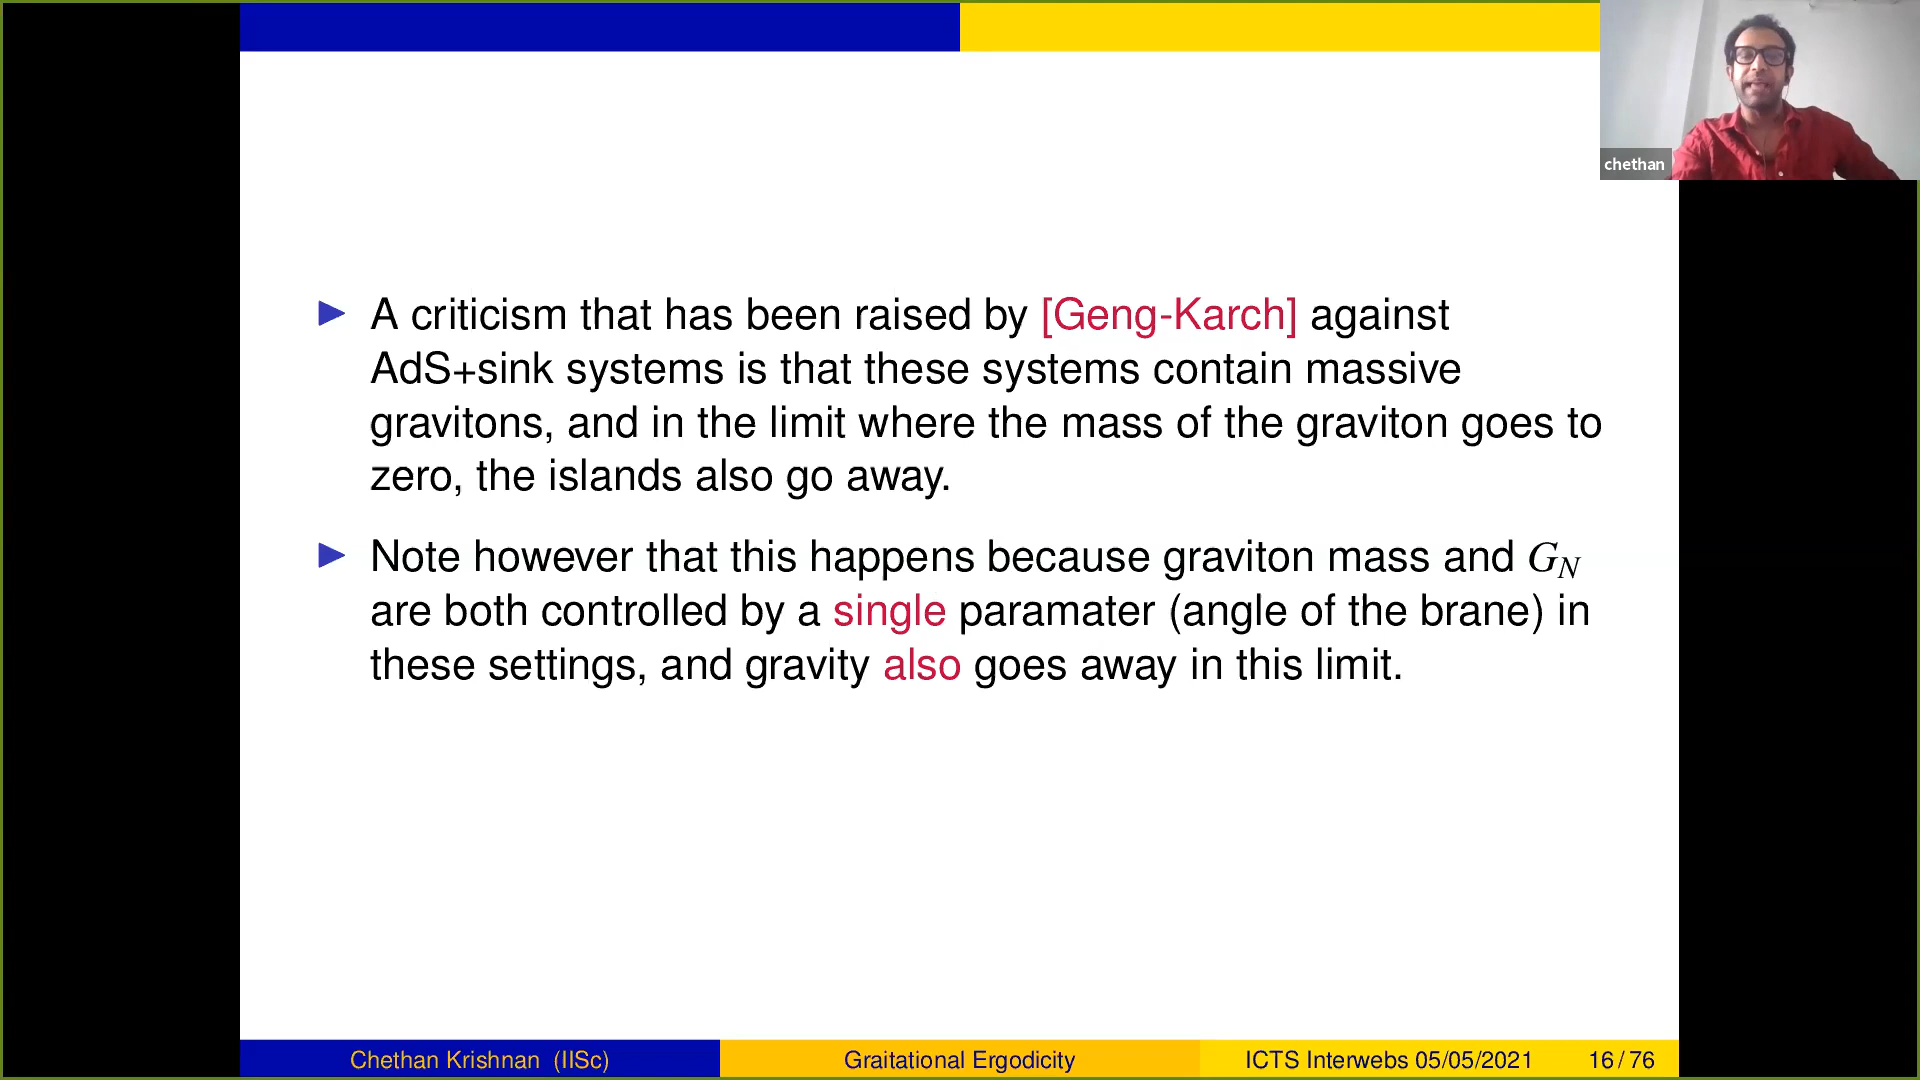 chethan
A criticism that has been raised by [Geng-Karch] against
AdS+sink systems is that these systems contain massive
gravitons, and in the limit where the mass of the graviton goes to
zero, the islands also go away.
Note however that this happens because graviton mass and G_N
are both controlled by a single paramater (angle of the brane) in
these settings, and gravity also goes away in this limit.
Chethan Krishnan (IISc) Graitational Ergodicity ICTS Interwebs 05/05/2021 16 / 76